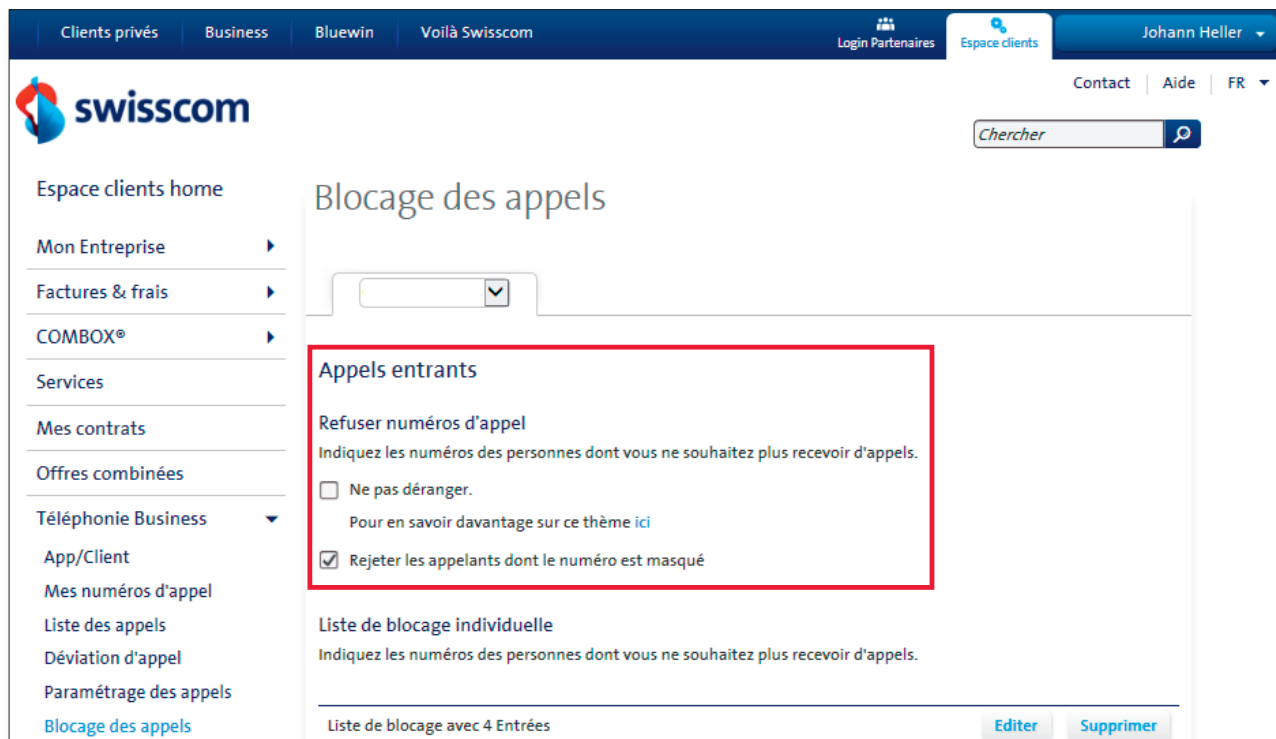 Clients privés Business Bluewin Voilà Swisscom Login Partenaires Espace clients Johann Heller
Contact Aide FR
swisscom
Chercher
Espace clients home
Mon Entreprise
Factures & frais
COMBOX®
Services
Mes contrats
Offres combinées
Téléphonie Business
App/Client
Mes numéros d'appel
Liste des appels
Déviation d'appel
Paramétrage des appels
Blocage des appels
Blocage des appels
Appels entrants
Refuser numéros d'appel
Indiquez les numéros des personnes dont vous ne souhaitez plus recevoir d'appels.
Ne pas déranger.
Pour en savoir davantage sur ce thème ici
Rejeter les appelants dont le numéro est masqué
Liste de blocage individuelle
Indiquez les numéros des personnes dont vous ne souhaitez plus recevoir d'appels.
Liste de blocage avec 4 Entrées Editer Supprimer